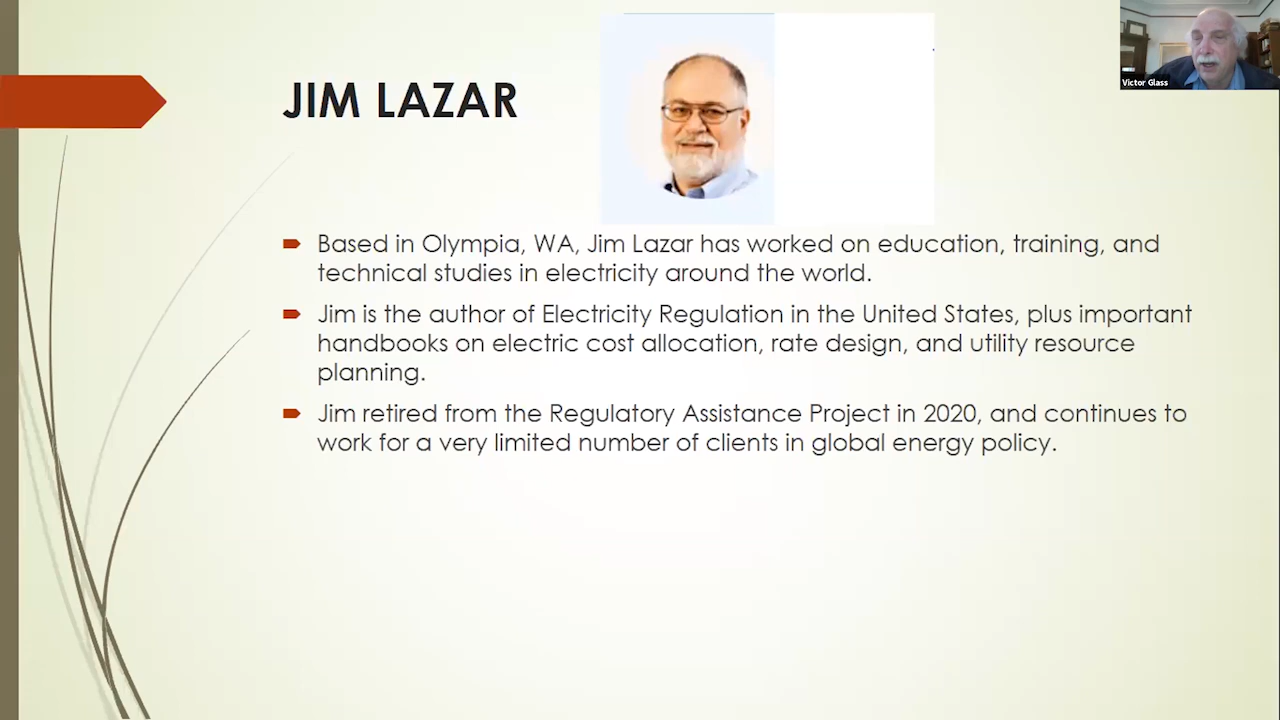 JIM LAZAR
Victor Glass
Based in Olympia, WA, Jim Lazar has worked on education, training, and
technical studies in electricity around the world.
Jim is the author of Electricity Regulation in the United States, plus important
handbooks on electric cost allocation, rate design, and utility resource
planning.
Jim retired from the Regulatory Assistance Project in 2020, and continues to
work for a very limited number of clients in global energy policy.